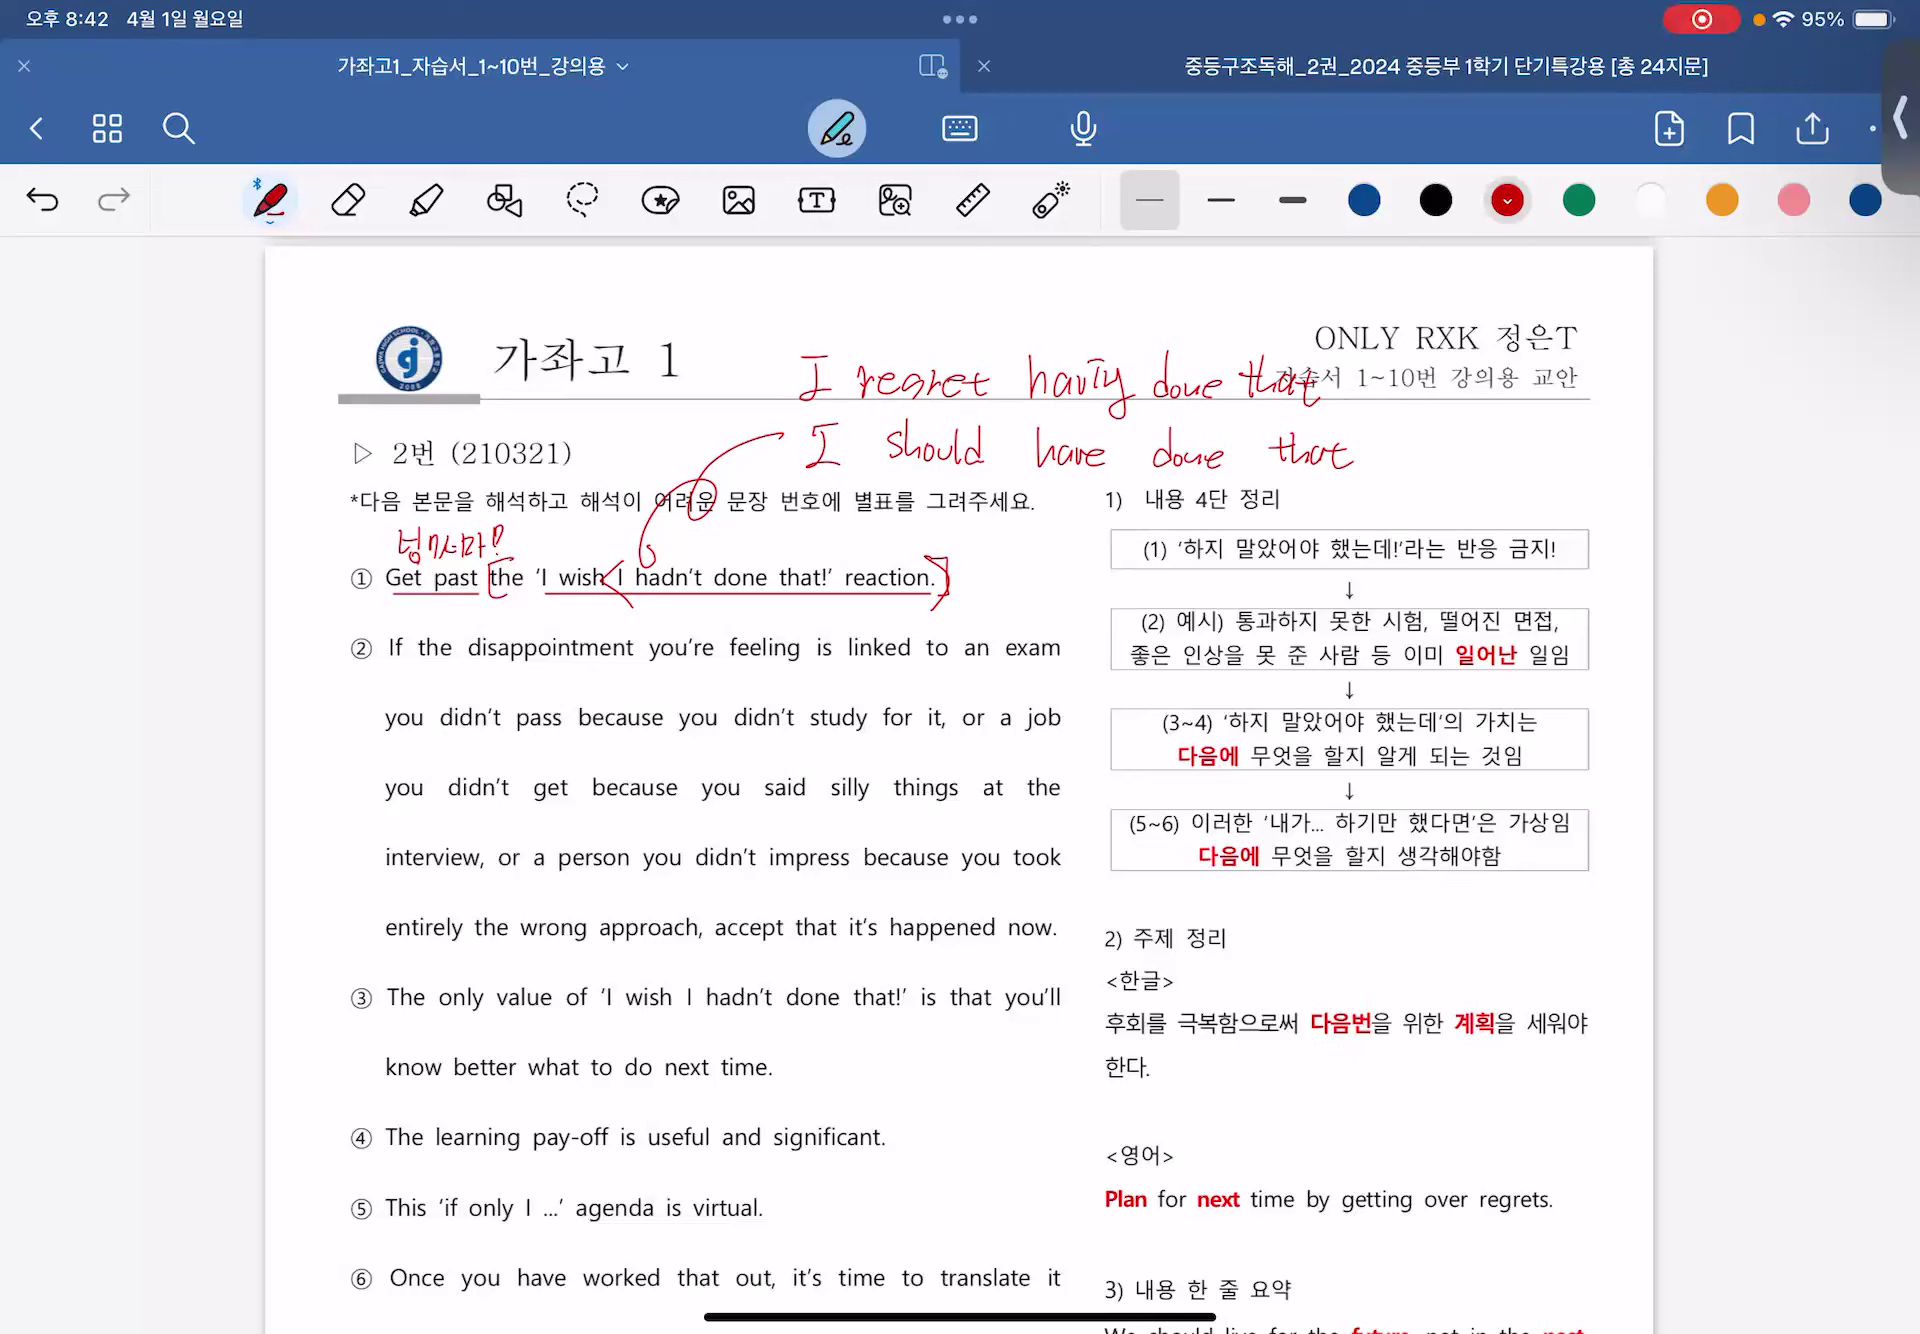 오후 8:42 4월 1일 월요일
95%
가좌고1_자습서_1~10번_강의용
중등구조독해_2권_2024 중등부 1학기 단기특강용 [총 24지문]
가좌고 1
ONLY RXK 정은T
자습서 1~10번 강의용 교안
I regret having done that
I should have done that
▷ 2번 (210321)
*다음 본문을 해석하고 해석이 어려운 문장 번호에 별표를 그려주세요.
① Get past the ‘I wish I hadn’t done that!’ reaction.
② If the disappointment you’re feeling is linked to an exam
you didn’t pass because you didn’t study for it, or a job
you didn’t get because you said silly things at the
interview, or a person you didn’t impress because you took
entirely the wrong approach, accept that it’s happened now.
③ The only value of ‘I wish I hadn’t done that!’ is that you’ll
know better what to do next time.
④ The learning pay-off is useful and significant.
⑤ This ‘if only I …’ agenda is virtual.
⑥ Once you have worked that out, it’s time to translate it
1) 내용 4단 정리
(1) ‘하지 말았어야 했는데!’라는 반응 금지!
↓
(2) 예시) 통과하지 못한 시험, 떨어진 면접,
좋은 인상을 못 준 사람 등 이미 일어난 일임
↓
(3~4) ‘하지 말았어야 했는데‘의 가치는
다음에 무엇을 할지 알게 되는 것임
↓
(5~6) 이러한 ‘내가… 하기만 했다면’은 가상임
다음에 무엇을 할지 생각해야함
2) 주제 정리
<한글>
후회를 극복함으로써 다음번을 위한 계획을 세워야
한다.
<영어>
Plan for next time by getting over regrets.
3) 내용 한 줄 요약
We should live for the future, not in the past